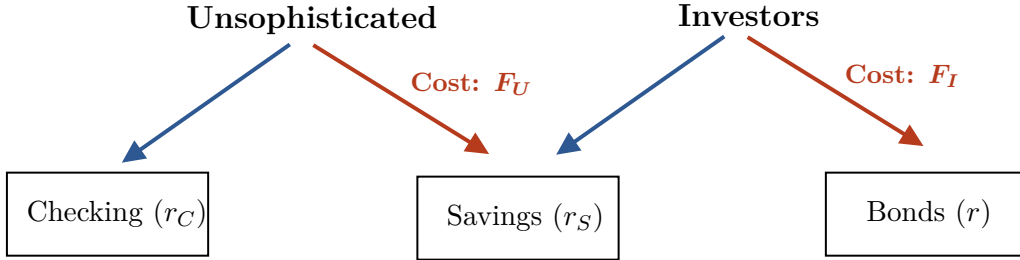 Unsophisticated Investors
Cost: F_U Cost: F_I
Checking (r_C) Savings (r_S) Bonds (r)